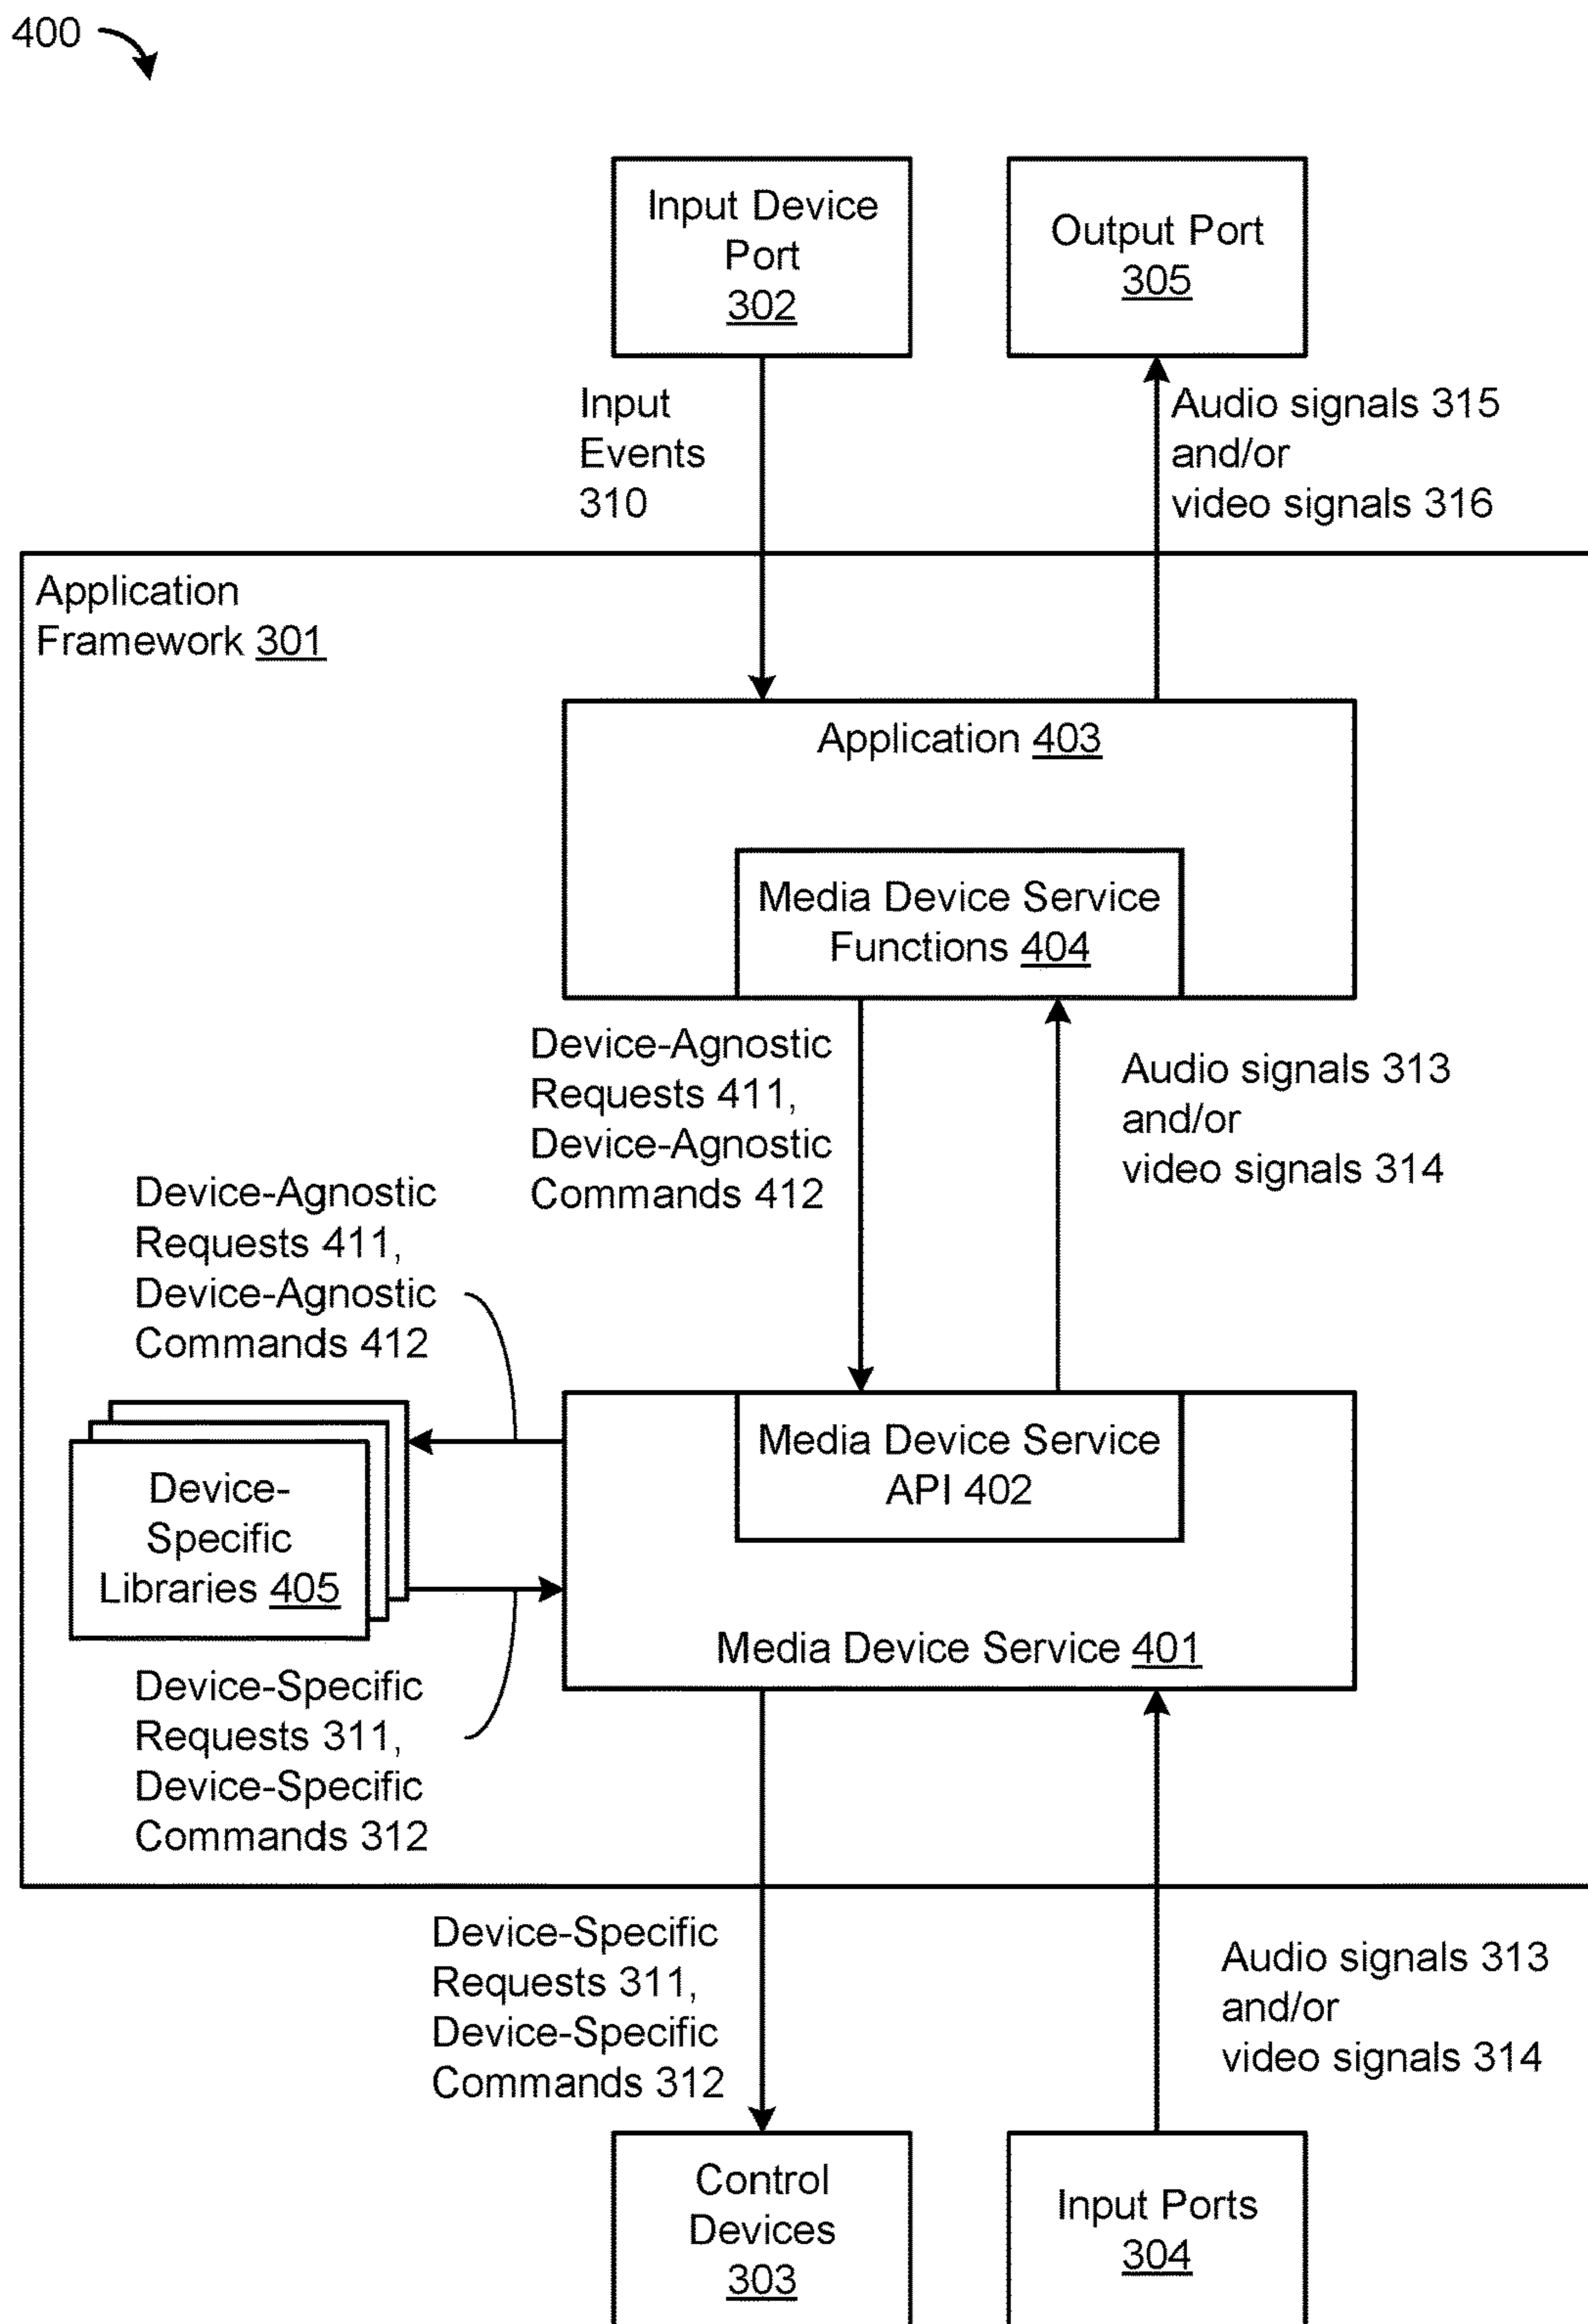 400
Input Device
Port
302
Output Port
305
Input
Events
310
Audio signals 315
and/or
video signals 316
Application
Framework 301
Application 403
Media Device Service
Functions 404
Device-Agnostic
Requests 411,
Device-Agnostic
Commands 412
Audio signals 313
and/or
video signals 314
Device-Agnostic
Requests 411,
Device-Agnostic
Commands 412
Media Device Service
API 402
Device-
Specific
Libraries 405
Media Device Service 401
Device-Specific
Requests 311,
Device-Specific
Commands 312
Device-Specific
Requests 311,
Device-Specific
Commands 312
Audio signals 313
and/or
video signals 314
Control
Devices
303
Input Ports
304